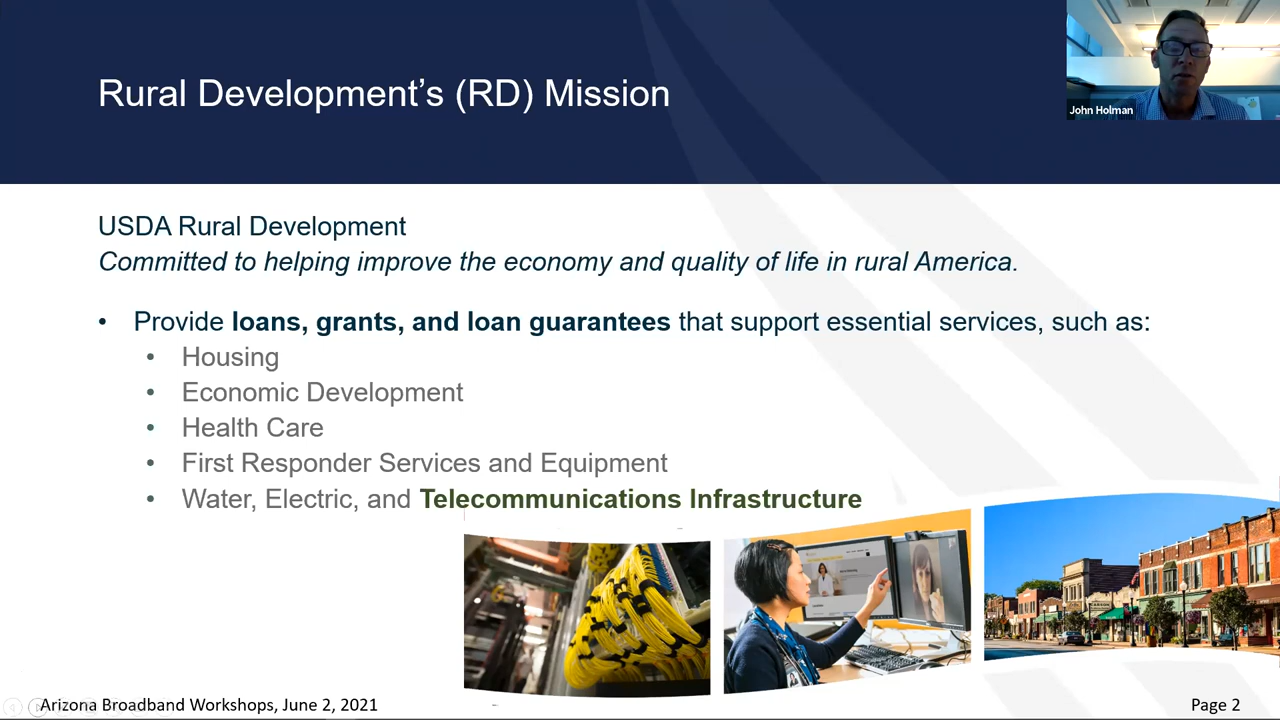 Rural Development's (RD) Mission
John Holman
USDA Rural Development
Committed to helping improve the economy and quality of life in rural America.
• Provide loans, grants, and loan guarantees that support essential services, such as:
• Housing
• Economic Development
• Health Care
• First Responder Services and Equipment
• Water, Electric, and Telecommunications Infrastructure
Arizona Broadband Workshops, June 2, 2021
Page 2